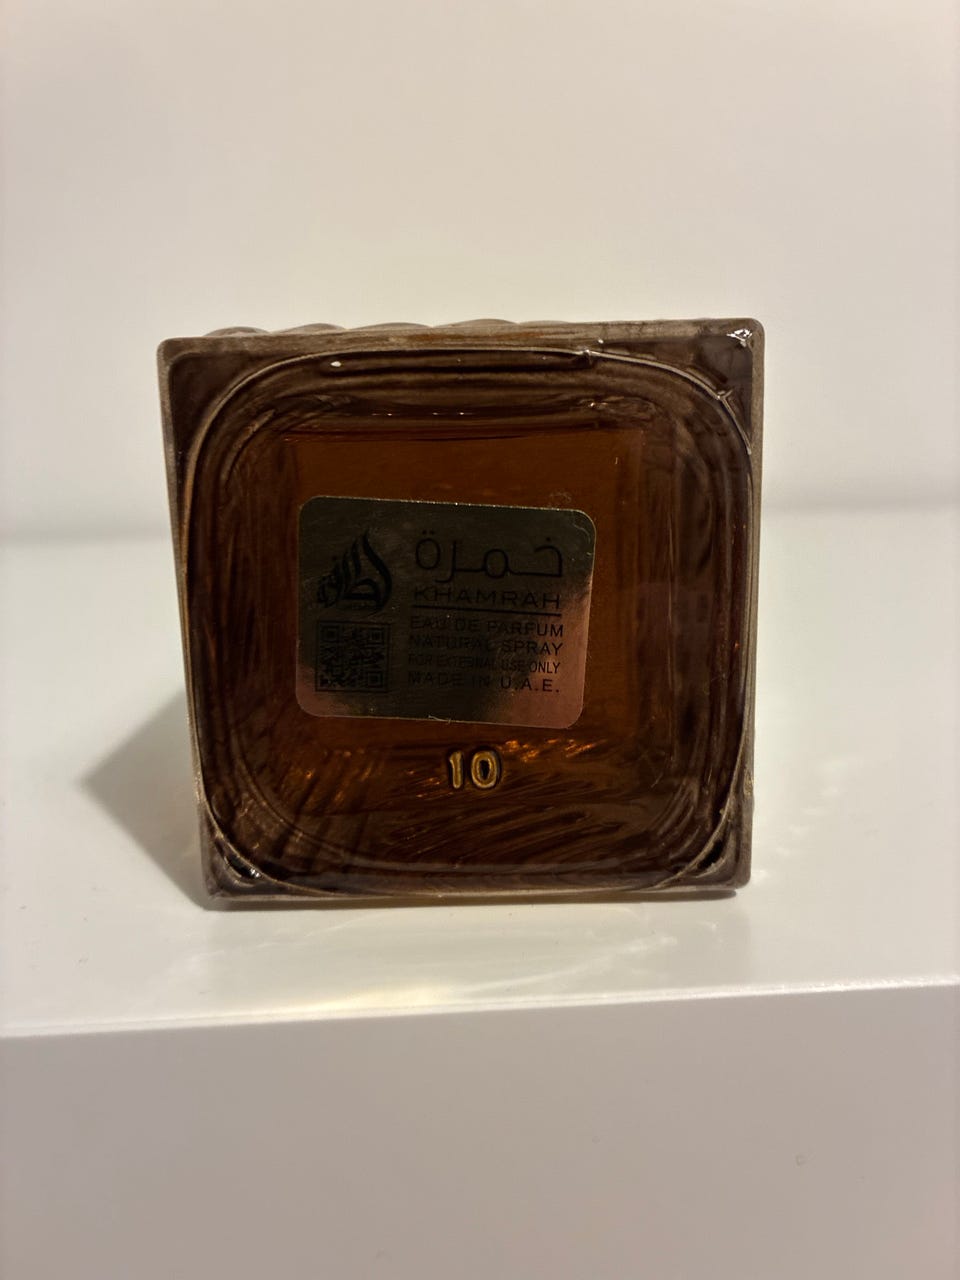 خمرة
KHAMRAH
EAU DE PARFUM
NATURAL SPRAY
FOR EXTERNAL USE ONLY
MADE IN U.A.E.
10